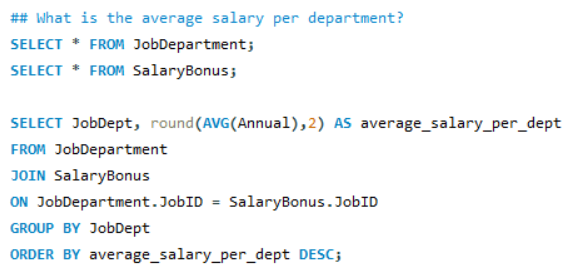 ## What is the average salary per department?
SELECT * FROM JobDepartment;
SELECT * FROM SalaryBonus;
SELECT JobDept, round(AVG(Annual),2) AS average_salary_per_dept
FROM JobDepartment
JOIN SalaryBonus
ON JobDepartment.JobID = SalaryBonus.JobID
GROUP BY JobDept
ORDER BY average_salary_per_dept DESC;